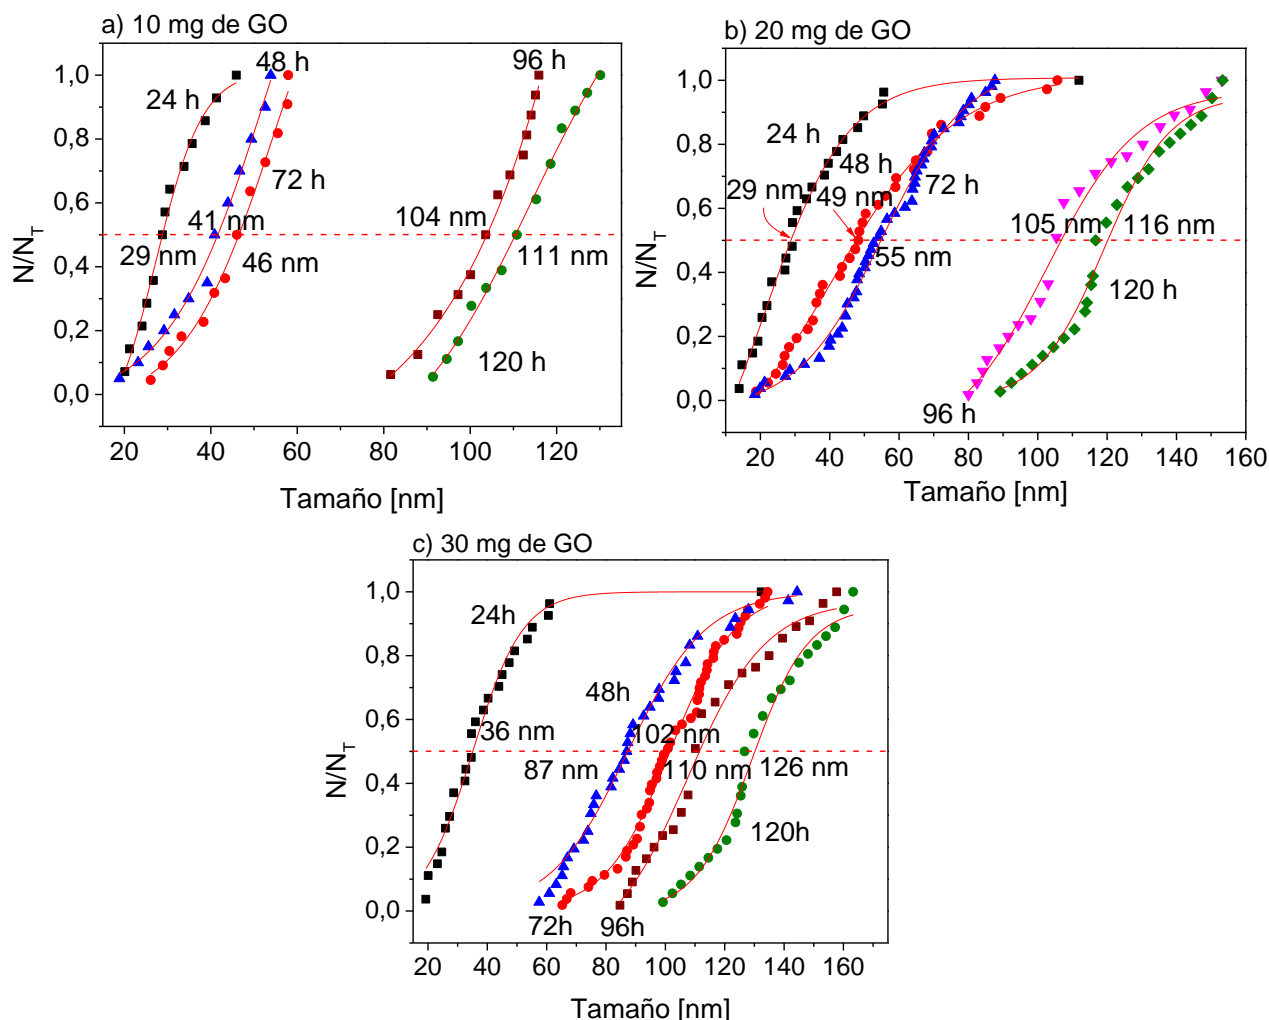 a) 10 mg de GO
1,0
0,8
0,6
0,4
0,2
0,0
N/N_T
24 h
48 h
72 h
96 h
120 h
29 nm
41 nm
46 nm
104 nm
111 nm
20 40 60 80 100 120
Tamaño [nm]
b) 20 mg de GO
1,0
0,8
0,6
0,4
0,2
0,0
24 h
48 h
72 h
29 nm
49 nm
55 nm
105 nm
116 nm
120 h
96 h
20 40 60 80 100 120 140 160
Tamaño [nm]
c) 30 mg de GO
1,0
0,8
0,6
0,4
0,2
0,0
N/N_T
24h
48h
36 nm
102 nm
87 nm
110 nm
126 nm
120h
72h
96h
20 40 60 80 100 120 140 160
Tamaño [nm]